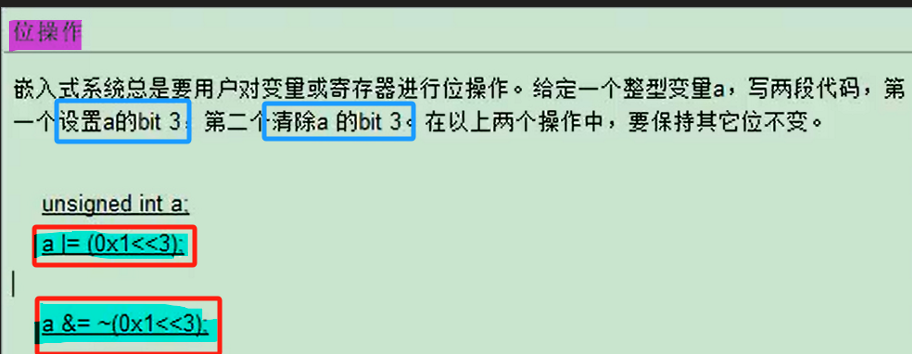 位操作
嵌入式系统总是要用户对变量或寄存器进行位操作。给定一个整型变量a，写两段代码，第
一个设置a的bit 3，第二个清除a 的bit 3。在以上两个操作中，要保持其它位不变。
unsigned int a;
a |= (0x1<<3);
a &= ~(0x1<<3);